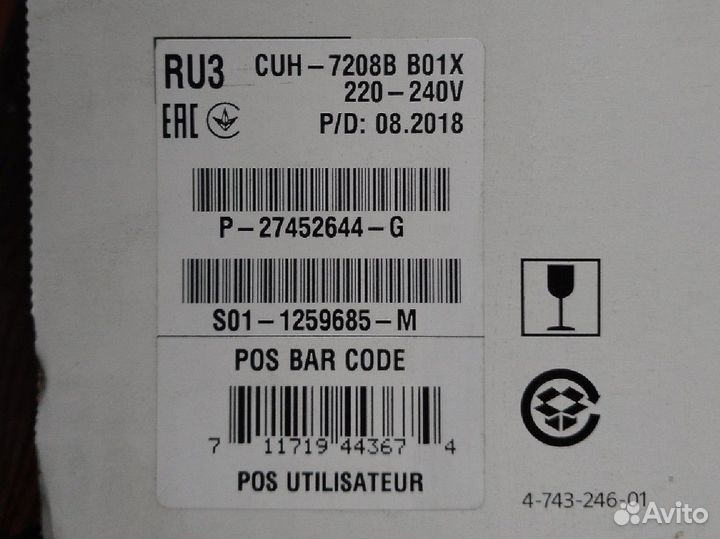 RU3 CUH-7208B B01X
220-240V
EAC P/D: 08.2018
P-27452644-G
S01-1259685-M
POS BAR CODE
7 11719 44367 4
POS UTILISATEUR
4-743-246-01
Avito